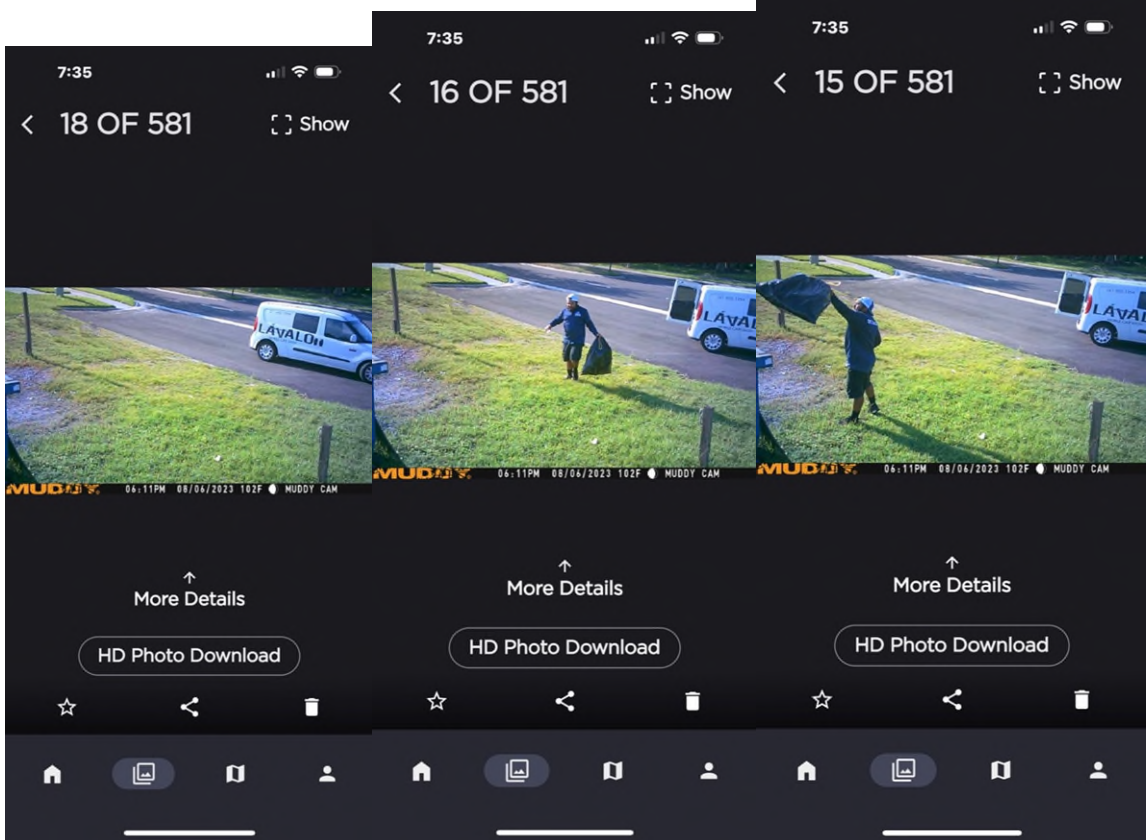 7:35
18 OF 581
Show
LAVALON
MUDDY
06:11PM 08/06/2023 102F MUDDY CAM
More Details
HD Photo Download
7:35
16 OF 581
Show
LAVAL
MUDDY
06:11PM 08/06/2023 102F MUDDY CAM
More Details
HD Photo Download
7:35
15 OF 581
Show
LAVAL
MUDDY
06:11PM 08/06/2023 102F MUDDY CAM
More Details
HD Photo Download